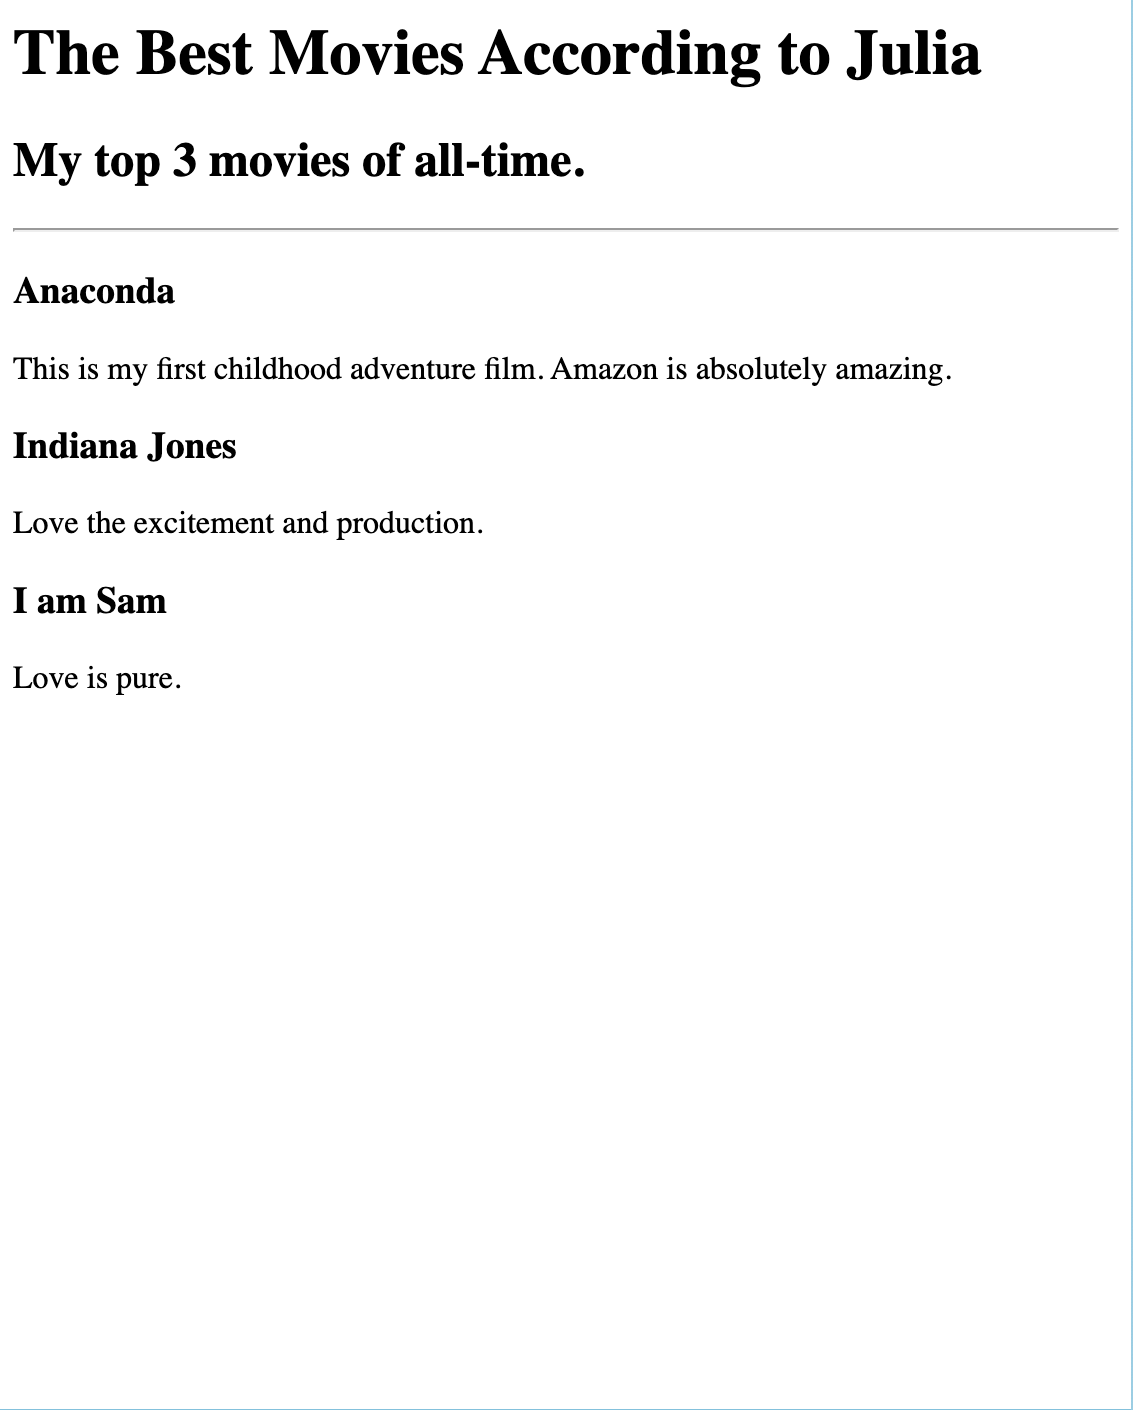 The Best Movies According to Julia
My top 3 movies of all-time.
Anaconda
This is my first childhood adventure film. Amazon is absolutely amazing.
Indiana Jones
Love the excitement and production.
I am Sam
Love is pure.